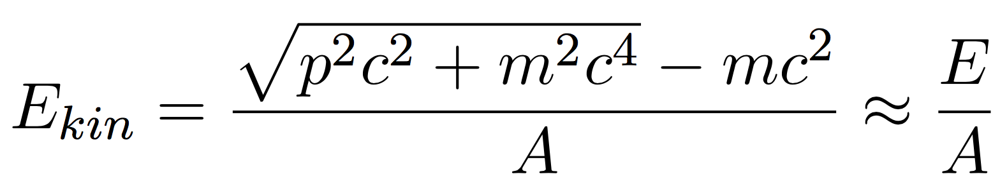 $E_{kin} = \frac{\sqrt{p^2c^2 + m^2c^4} - mc^2}{A} \approx \frac{E}{A}$